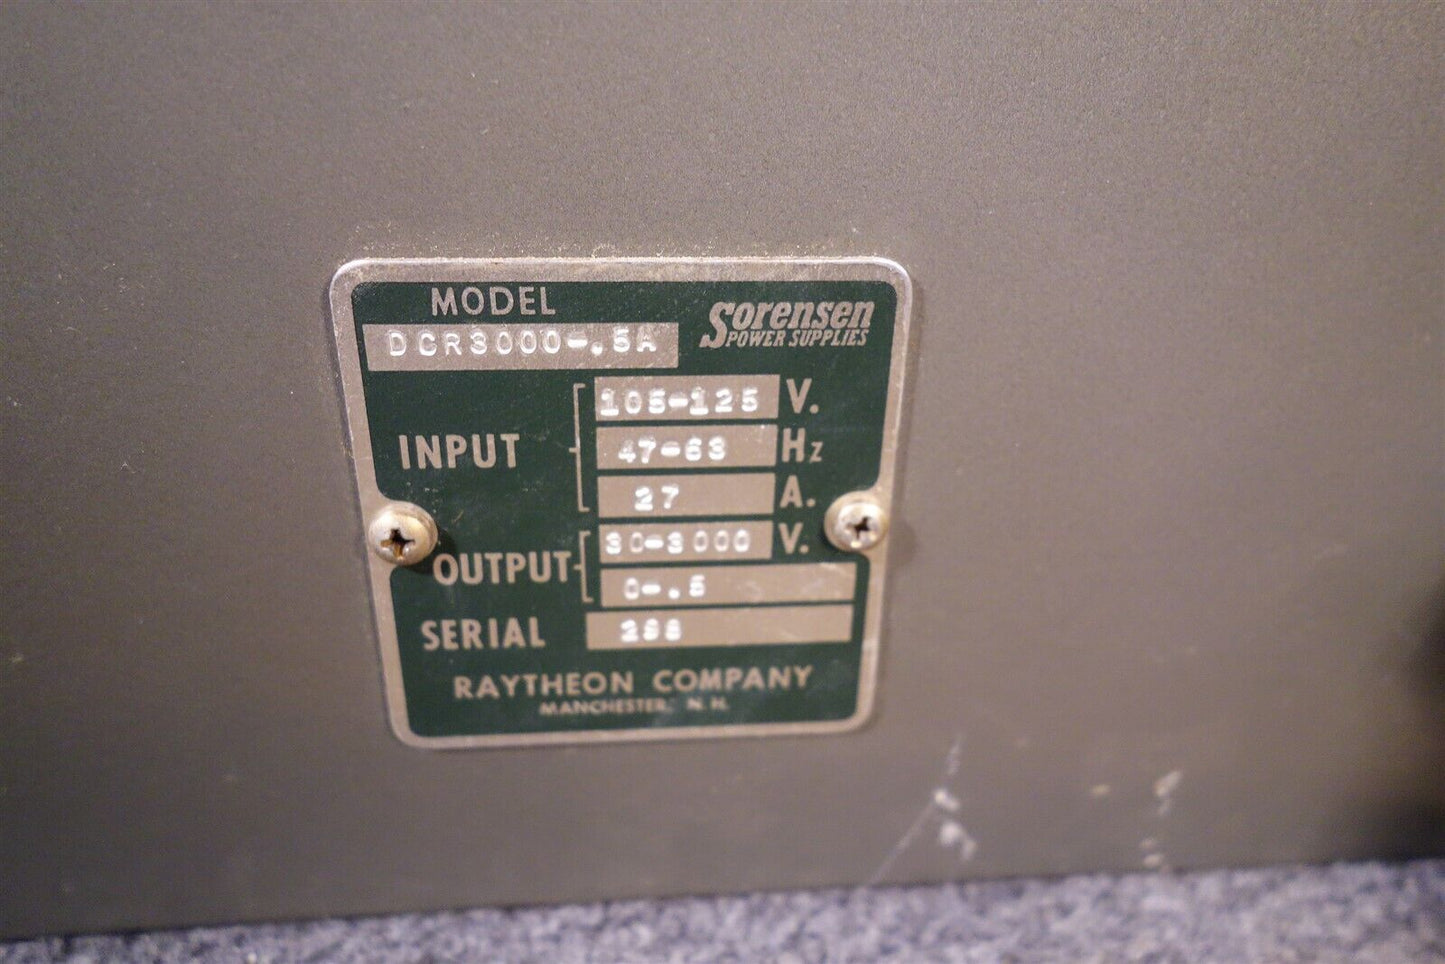 MODEL
Sorensen
POWER SUPPLIES
DCR3000-.5A
INPUT
105-125 V.
47-63 Hz
27 A.
OUTPUT
30-3000 V.
0-.5
SERIAL
RAYTHEON COMPANY
MANCHESTER, N. H.